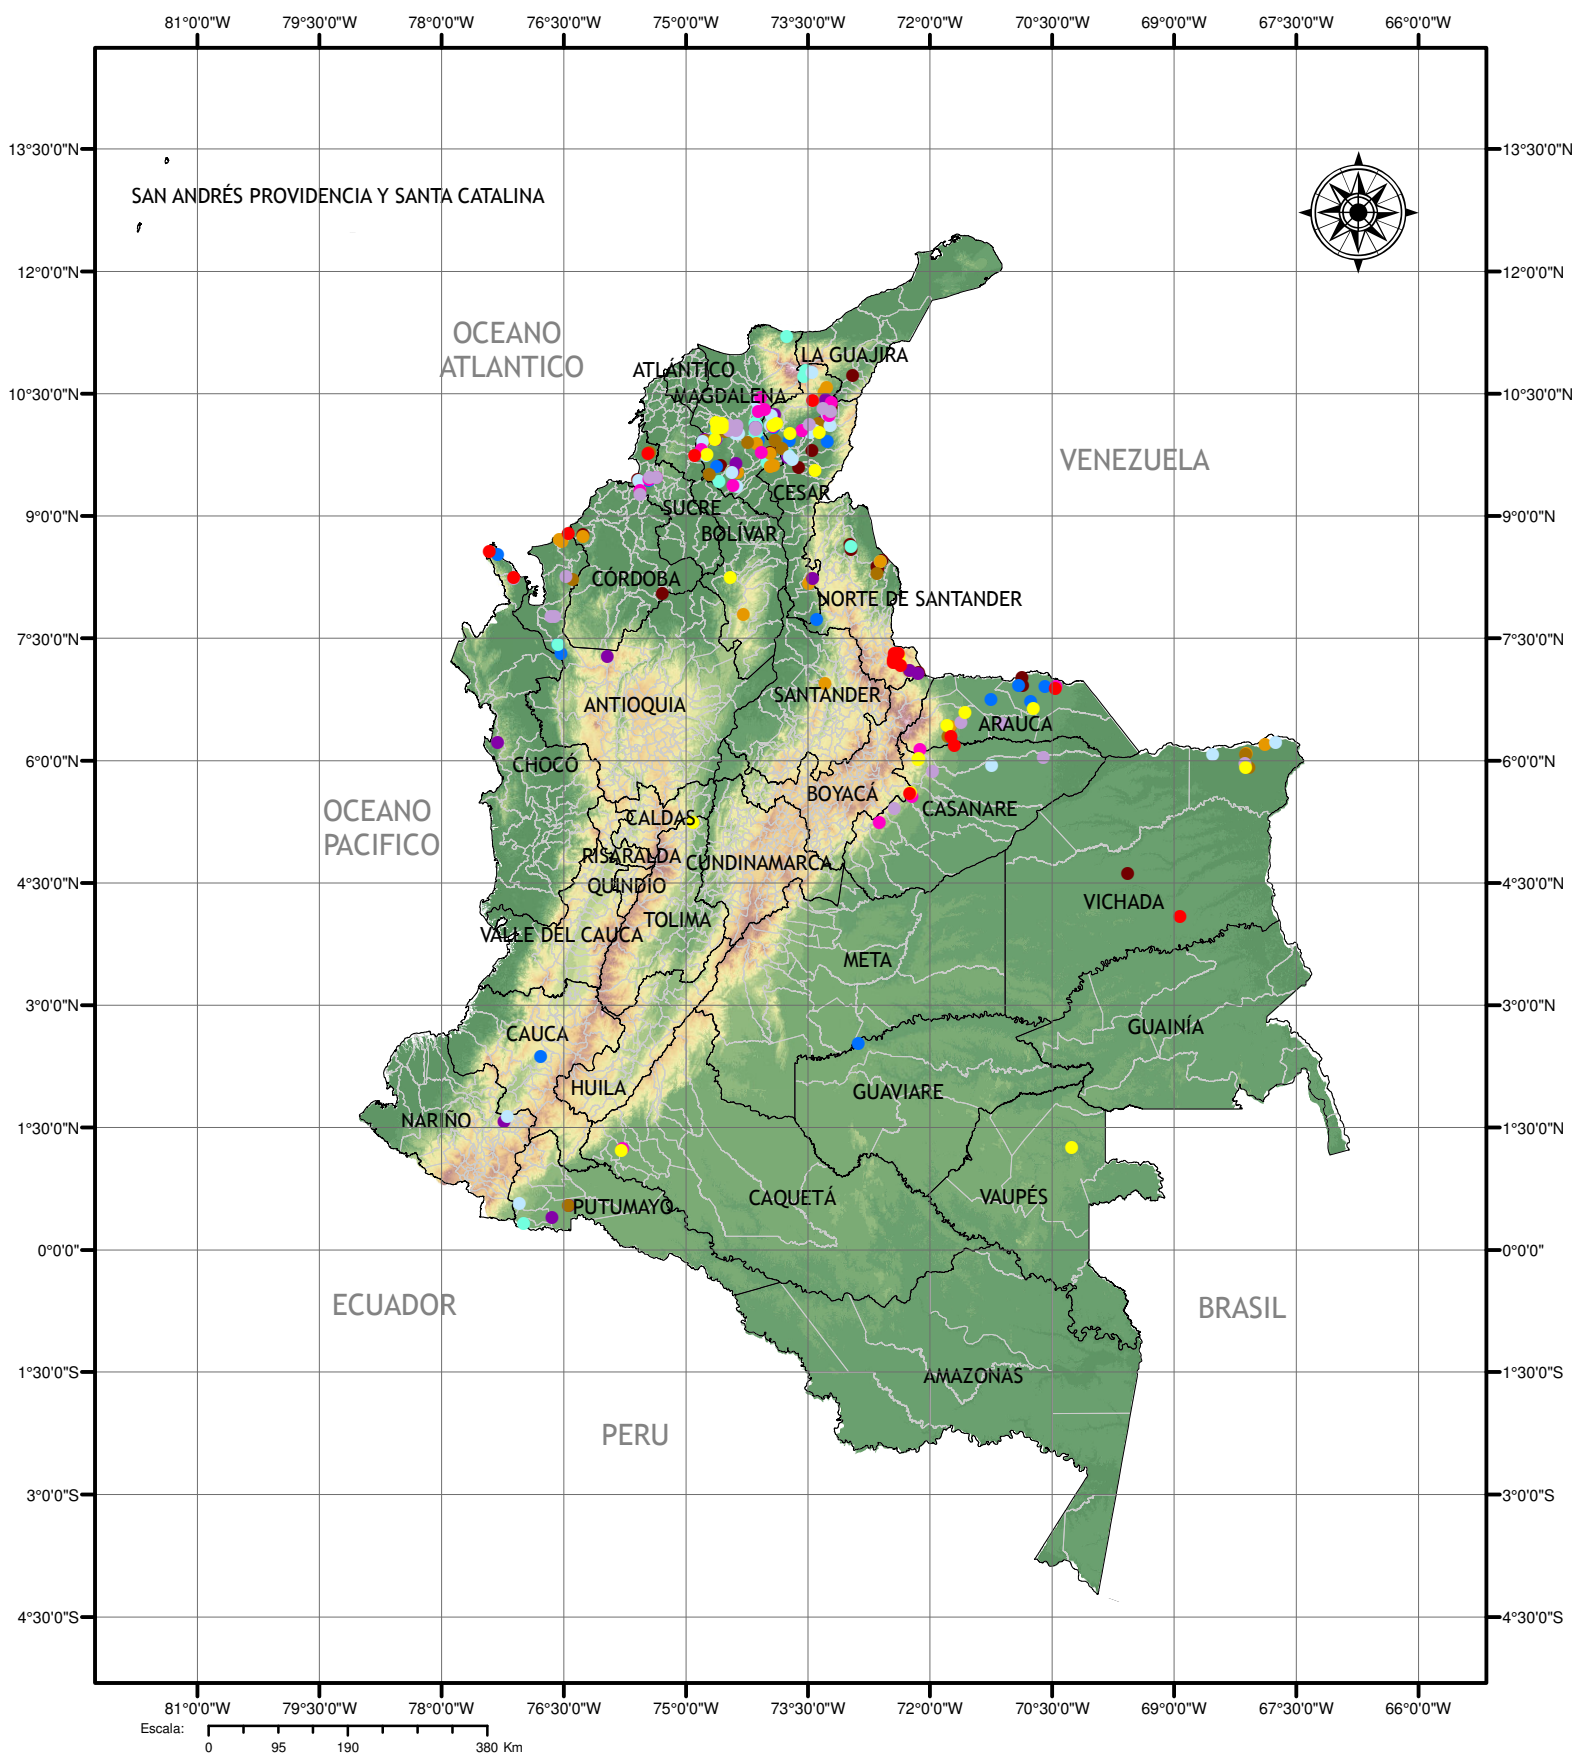 81°0'0"W 79°30'0"W 78°0'0"W 76°30'0"W 75°0'0"W 73°30'0"W 72°0'0"W 70°30'0"W 69°0'0"W 67°30'0"W 66°0'0"W
13°30'0"N 13°30'0"N
SAN ANDRÉS PROVIDENCIA Y SANTA CATALINA
12°0'0"N 12°0'0"N
OCEANO
ATLANTICO
LA GUAJIRA
ATLÁNTICO
10°30'0"N 10°30'0"N
MAGDALENA
VENEZUELA
CESAR
SUCRE
9°0'0"N 9°0'0"N
BOLÍVAR
CÓRDOBA
NORTE DE SANTANDER
7°30'0"N 7°30'0"N
SANTANDER
ANTIOQUIA
ARAUCA
6°0'0"N 6°0'0"N
CHOCÓ
BOYACÁ
CASANARE
OCEANO
PACIFICO
CALDAS
RISARALDA
CUNDINAMARCA
4°30'0"N 4°30'0"N
QUINDÍO
VICHADA
TOLIMA
VALLE DEL CAUCA
META
3°0'0"N 3°0'0"N
GUAINÍA
CAUCA
HUILA
GUAVIARE
NARIÑO
1°30'0"N 1°30'0"N
CAQUETÁ
VAUPÉS
PUTUMAYO
0°0'0" 0°0'0"
ECUADOR
BRASIL
1°30'0"S 1°30'0"S
AMAZONAS
PERU
3°0'0"S 3°0'0"S
4°30'0"S 4°30'0"S
81°0'0"W 79°30'0"W 78°0'0"W 76°30'0"W 75°0'0"W 73°30'0"W 72°0'0"W 70°30'0"W 69°0'0"W 67°30'0"W 66°0'0"W
Escala:
0 95 190 380 Km